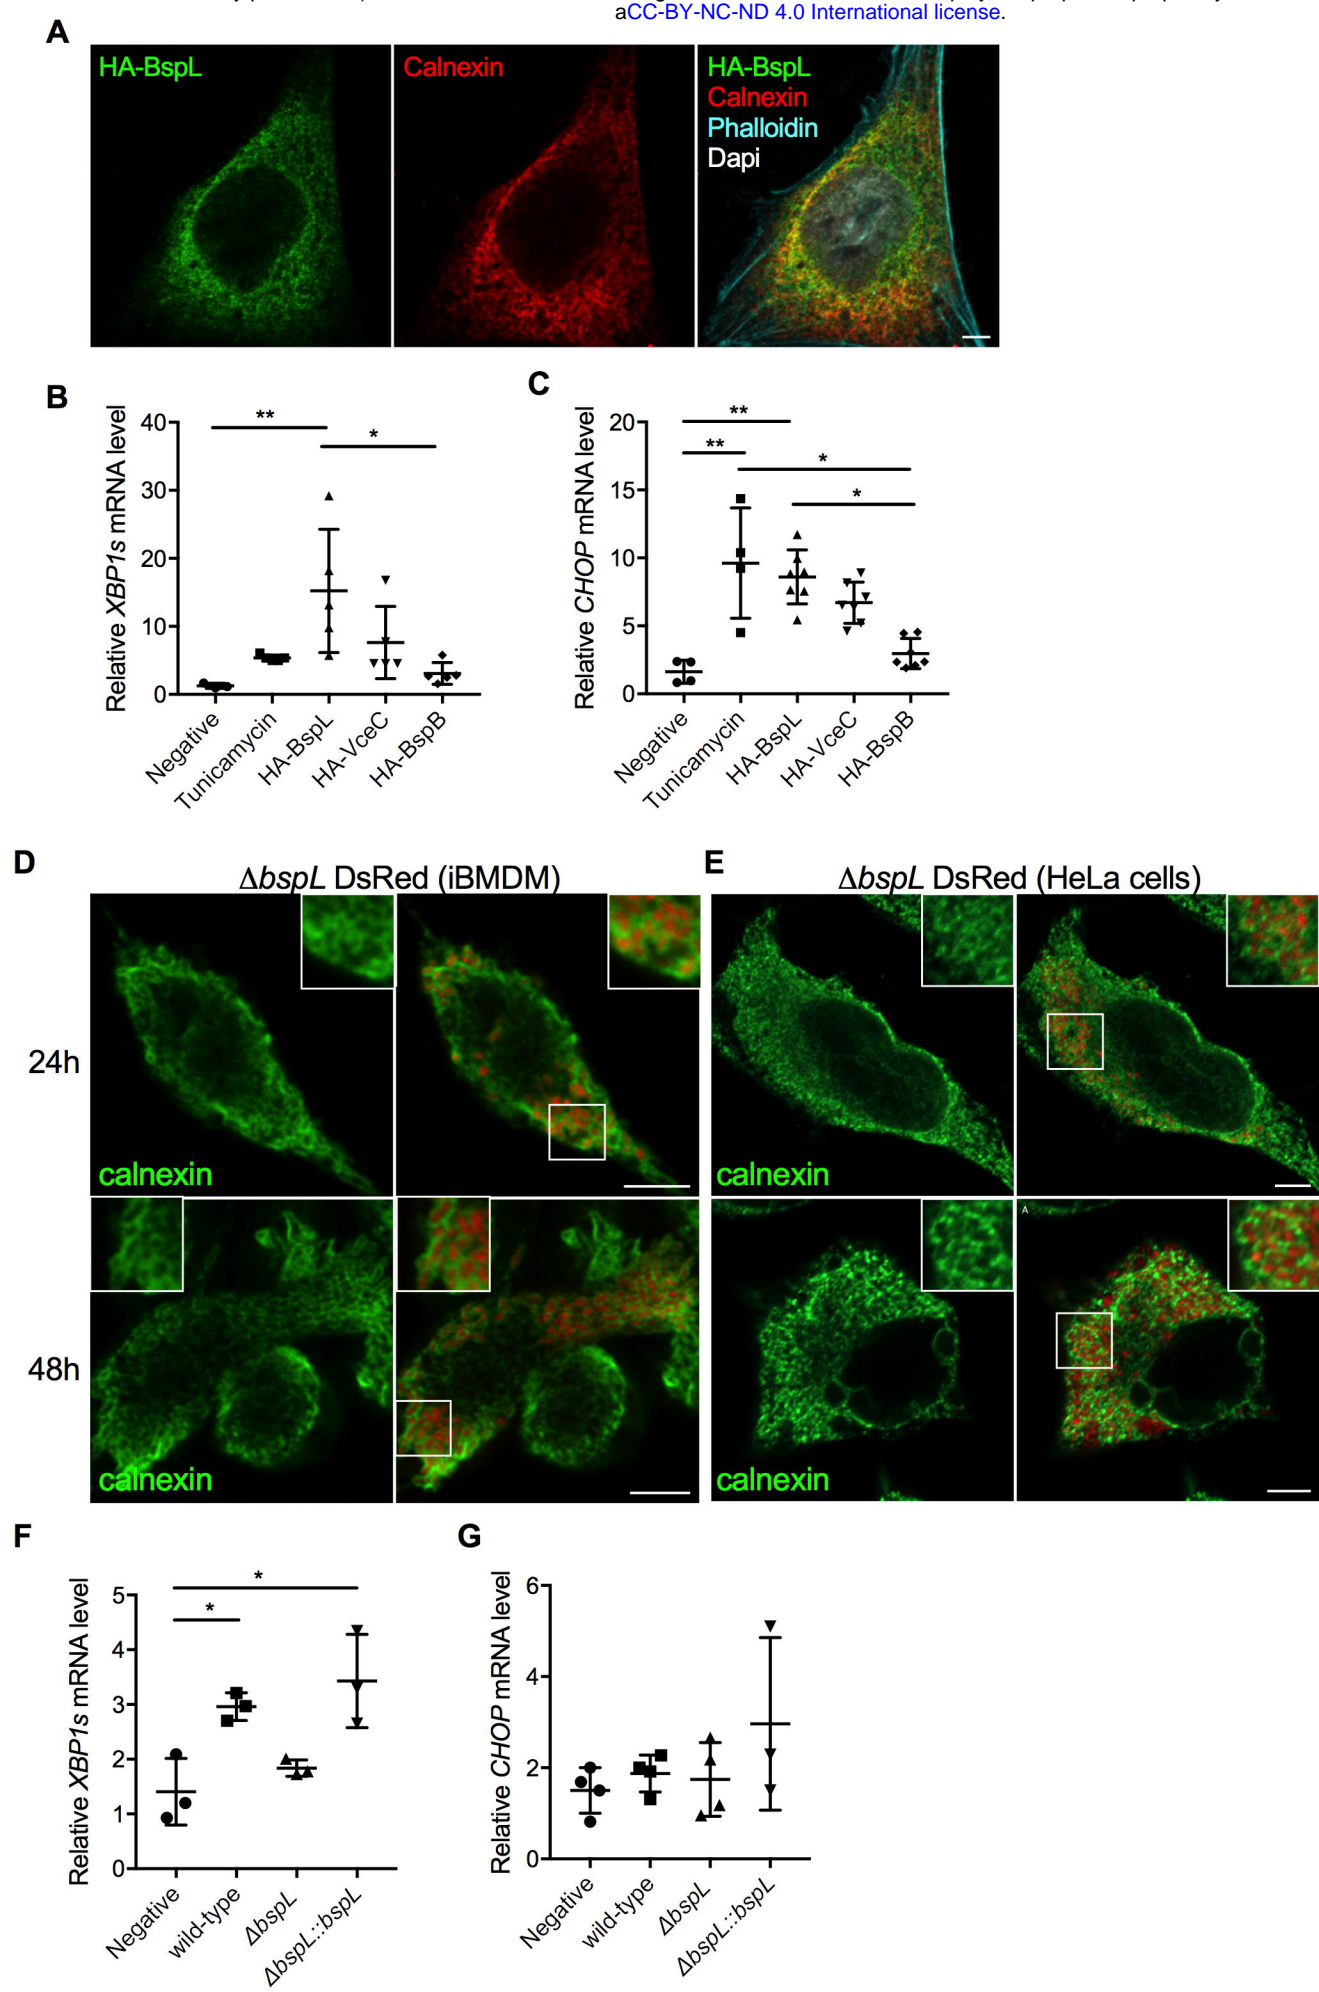 aCC-BY-NC-ND 4.0 International license.
A
HA-BspL
Calnexin
HA-BspL
Calnexin
Phalloidin
Dapi
B
Relative XBP1s mRNA level
40
30
20
10
0
**
*
Negative
Tunicamycin
HA-BspL
HA-VceC
HA-BspB
C
Relative CHOP mRNA level
20
15
10
5
0
**
**
*
*
Negative
Tunicamycin
HA-BspL
HA-VceC
HA-BspB
D
ΔbspL DsRed (iBMDM)
E
ΔbspL DsRed (HeLa cells)
24h
calnexin
calnexin
48h
calnexin
A
calnexin
F
Relative XBP1s mRNA level
5
4
3
2
1
0
*
*
Negative
wild-type
ΔbspL
ΔbspL::bspL
G
Relative CHOP mRNA level
6
4
2
0
Negative
wild-type
ΔbspL
ΔbspL::bspL